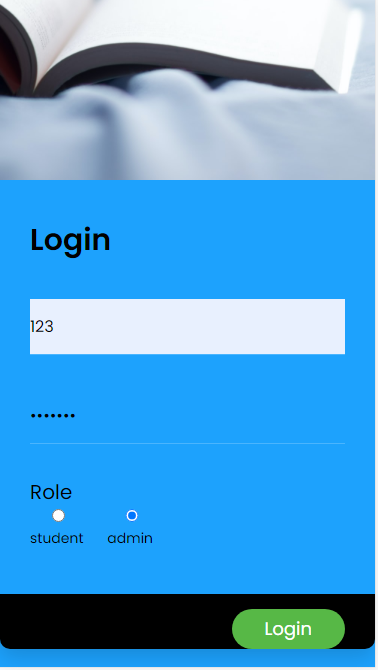 Login
123
•••••••
Role
student admin
Login